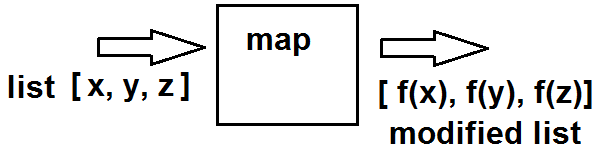 map
list [ x, y, z ]
[ f(x), f(y), f(z)]
modified list